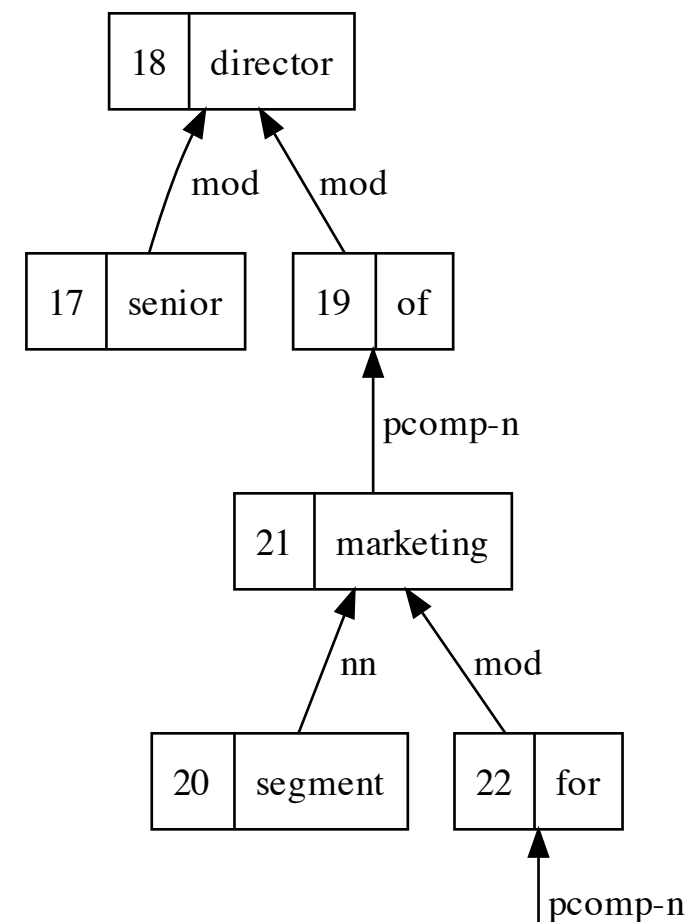 18 director
mod mod
17 senior 19 of
pcomp-n
21 marketing
nn mod
20 segment 22 for
pcomp-n